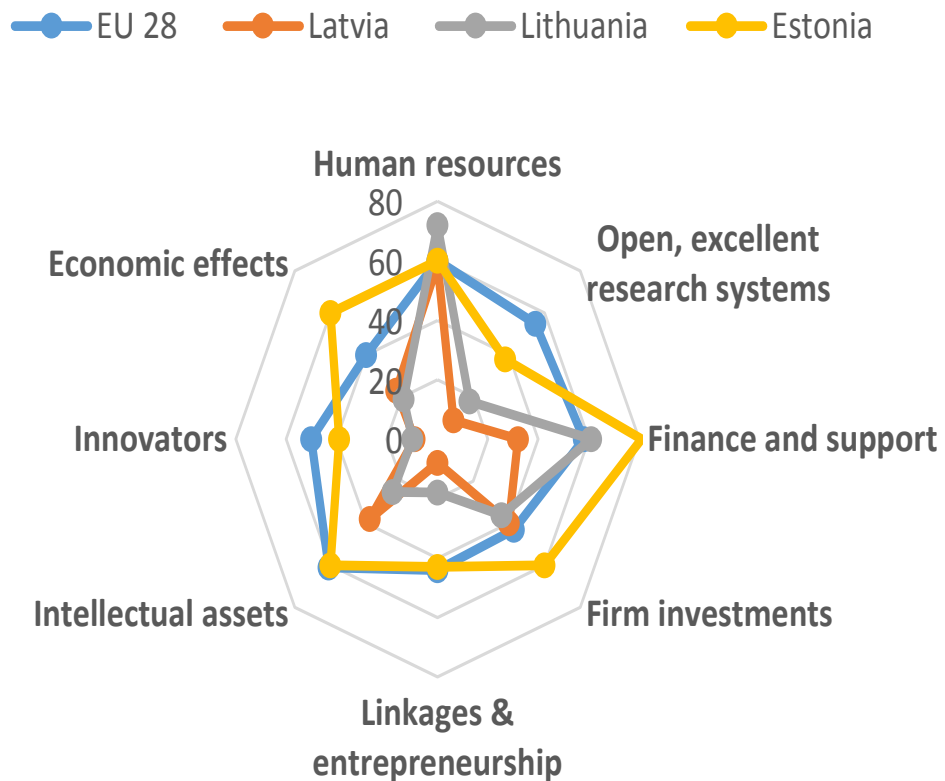 EU 28 Latvia Lithuania Estonia
Human resources
80
Open, excellent
research systems
60
Economic effects
40
20
Innovators
0
Finance and support
Intellectual assets
Firm investments
Linkages &
entrepreneurship